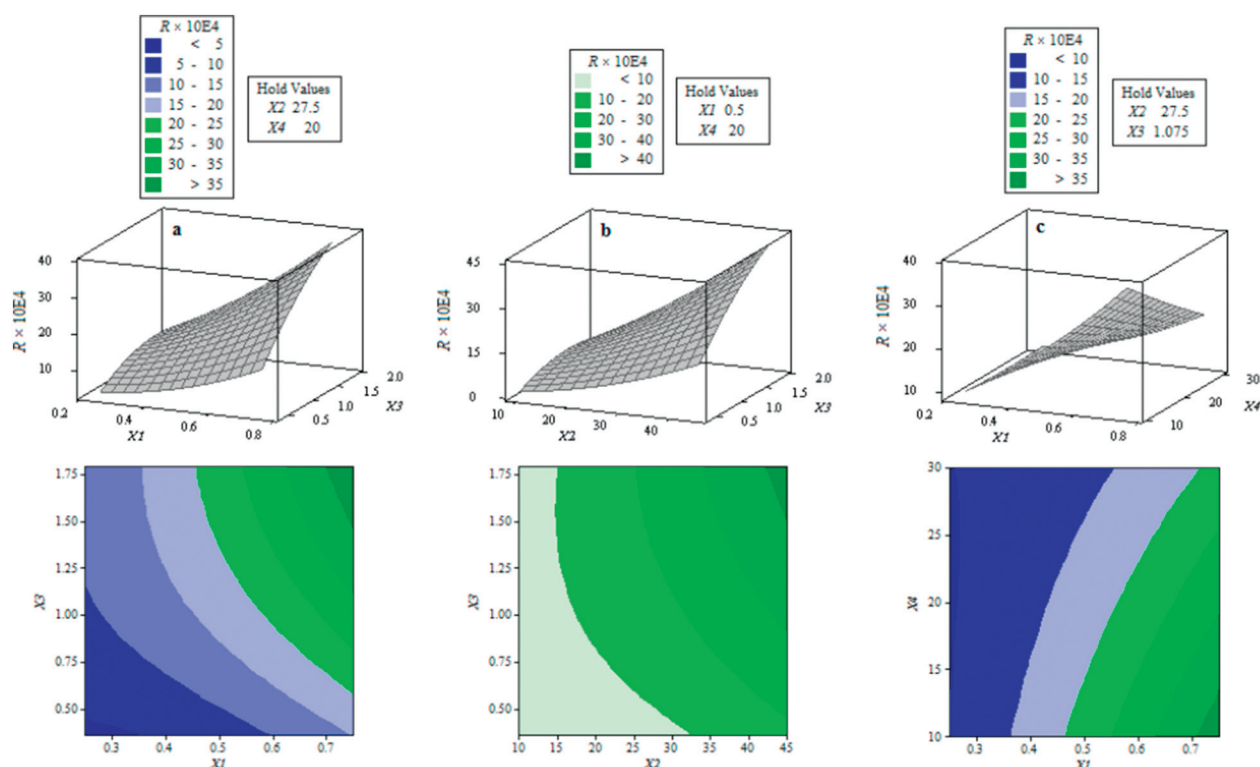 R × 10E4
< 5
5 - 10
10 - 15
15 - 20
20 - 25
25 - 30
30 - 35
> 35
Hold Values
X2 27.5
X4 20
a
40
30
20
10
R × 10E4
0.2
0.4
0.6
0.8
X1
0.5
1.0
1.5
2.0
X3
1.75
1.50
1.25
1.00
0.75
0.50
X3
0.3
0.4
0.5
0.6
0.7
X1
R × 10E4
< 10
10 - 20
20 - 30
30 - 40
> 40
Hold Values
X1 0.5
X4 20
b
45
30
15
0
R × 10E4
10
20
30
40
X2
0.5
1.0
1.5
2.0
X3
1.75
1.50
1.25
1.00
0.75
0.50
X3
10
15
20
25
30
35
40
45
X2
R × 10E4
< 10
10 - 15
15 - 20
20 - 25
25 - 30
30 - 35
> 35
Hold Values
X2 27.5
X3 1.075
c
40
30
20
10
R × 10E4
0.2
0.4
0.6
0.8
X1
10
20
30
X4
30
25
20
15
10
X4
0.3
0.4
0.5
0.6
0.7
X1